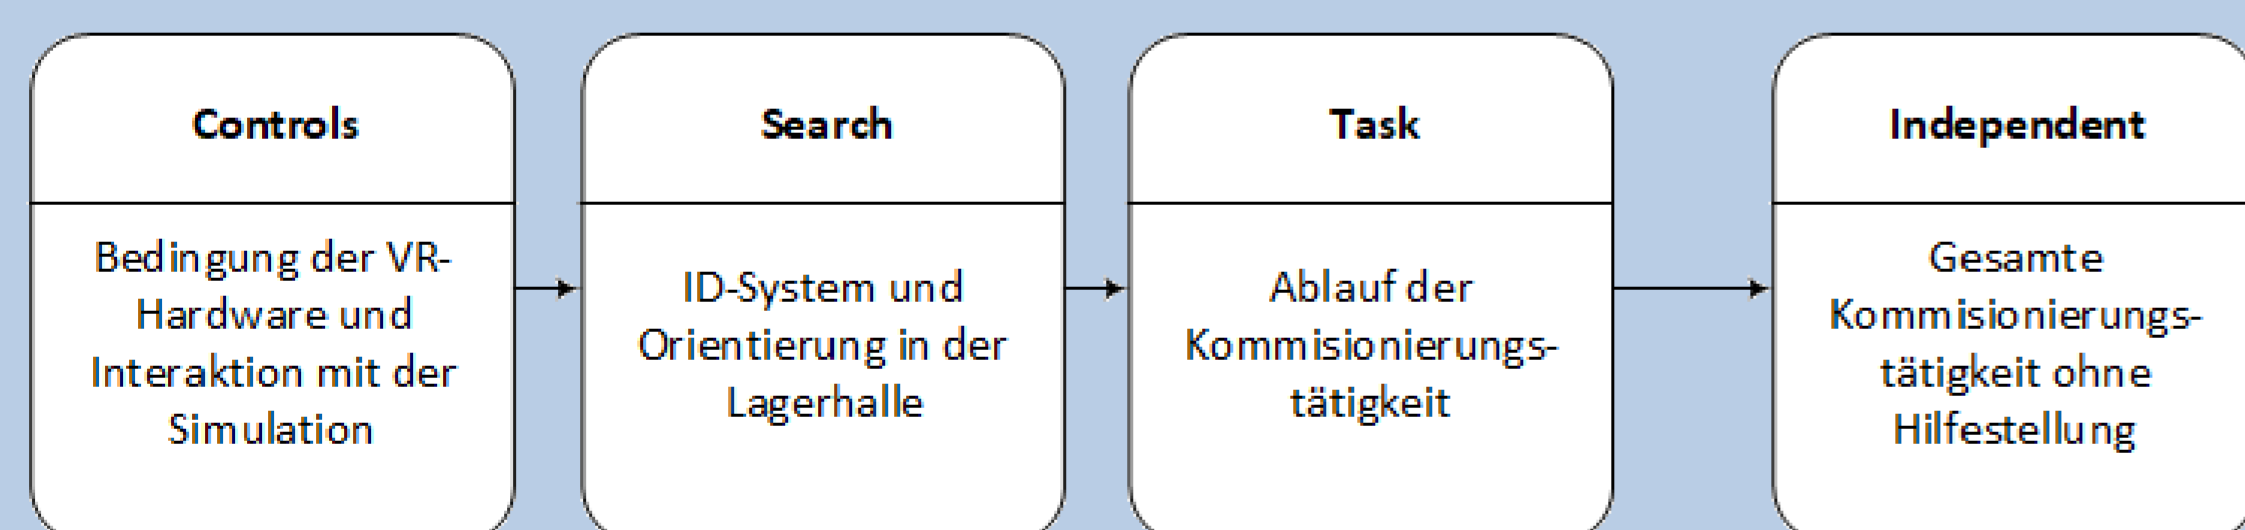 Controls
Bedingung der VR-
Hardware und
Interaktion mit der
Simulation
Search
ID-System und
Orientierung in der
Lagerhalle
Task
Ablauf der
Kommisionierungs-
tätigkeit
Independent
Gesamte
Kommisionierungs-
tätigkeit ohne
Hilfestellung